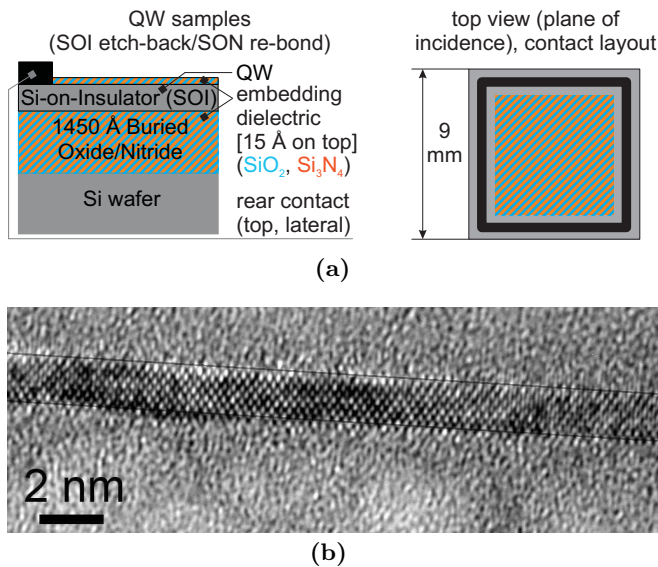 QW samples
(SOI etch-back/SON re-bond)
QW
Si-on-Insulator (SOI)
embedding
dielectric
[15 Å on top]
(SiO₂, Si₃N₄)
1450 Å Buried
Oxide/Nitride
Si wafer
rear contact
(top, lateral)
top view (plane of
incidence), contact layout
9
mm
(a)
2 nm
(b)